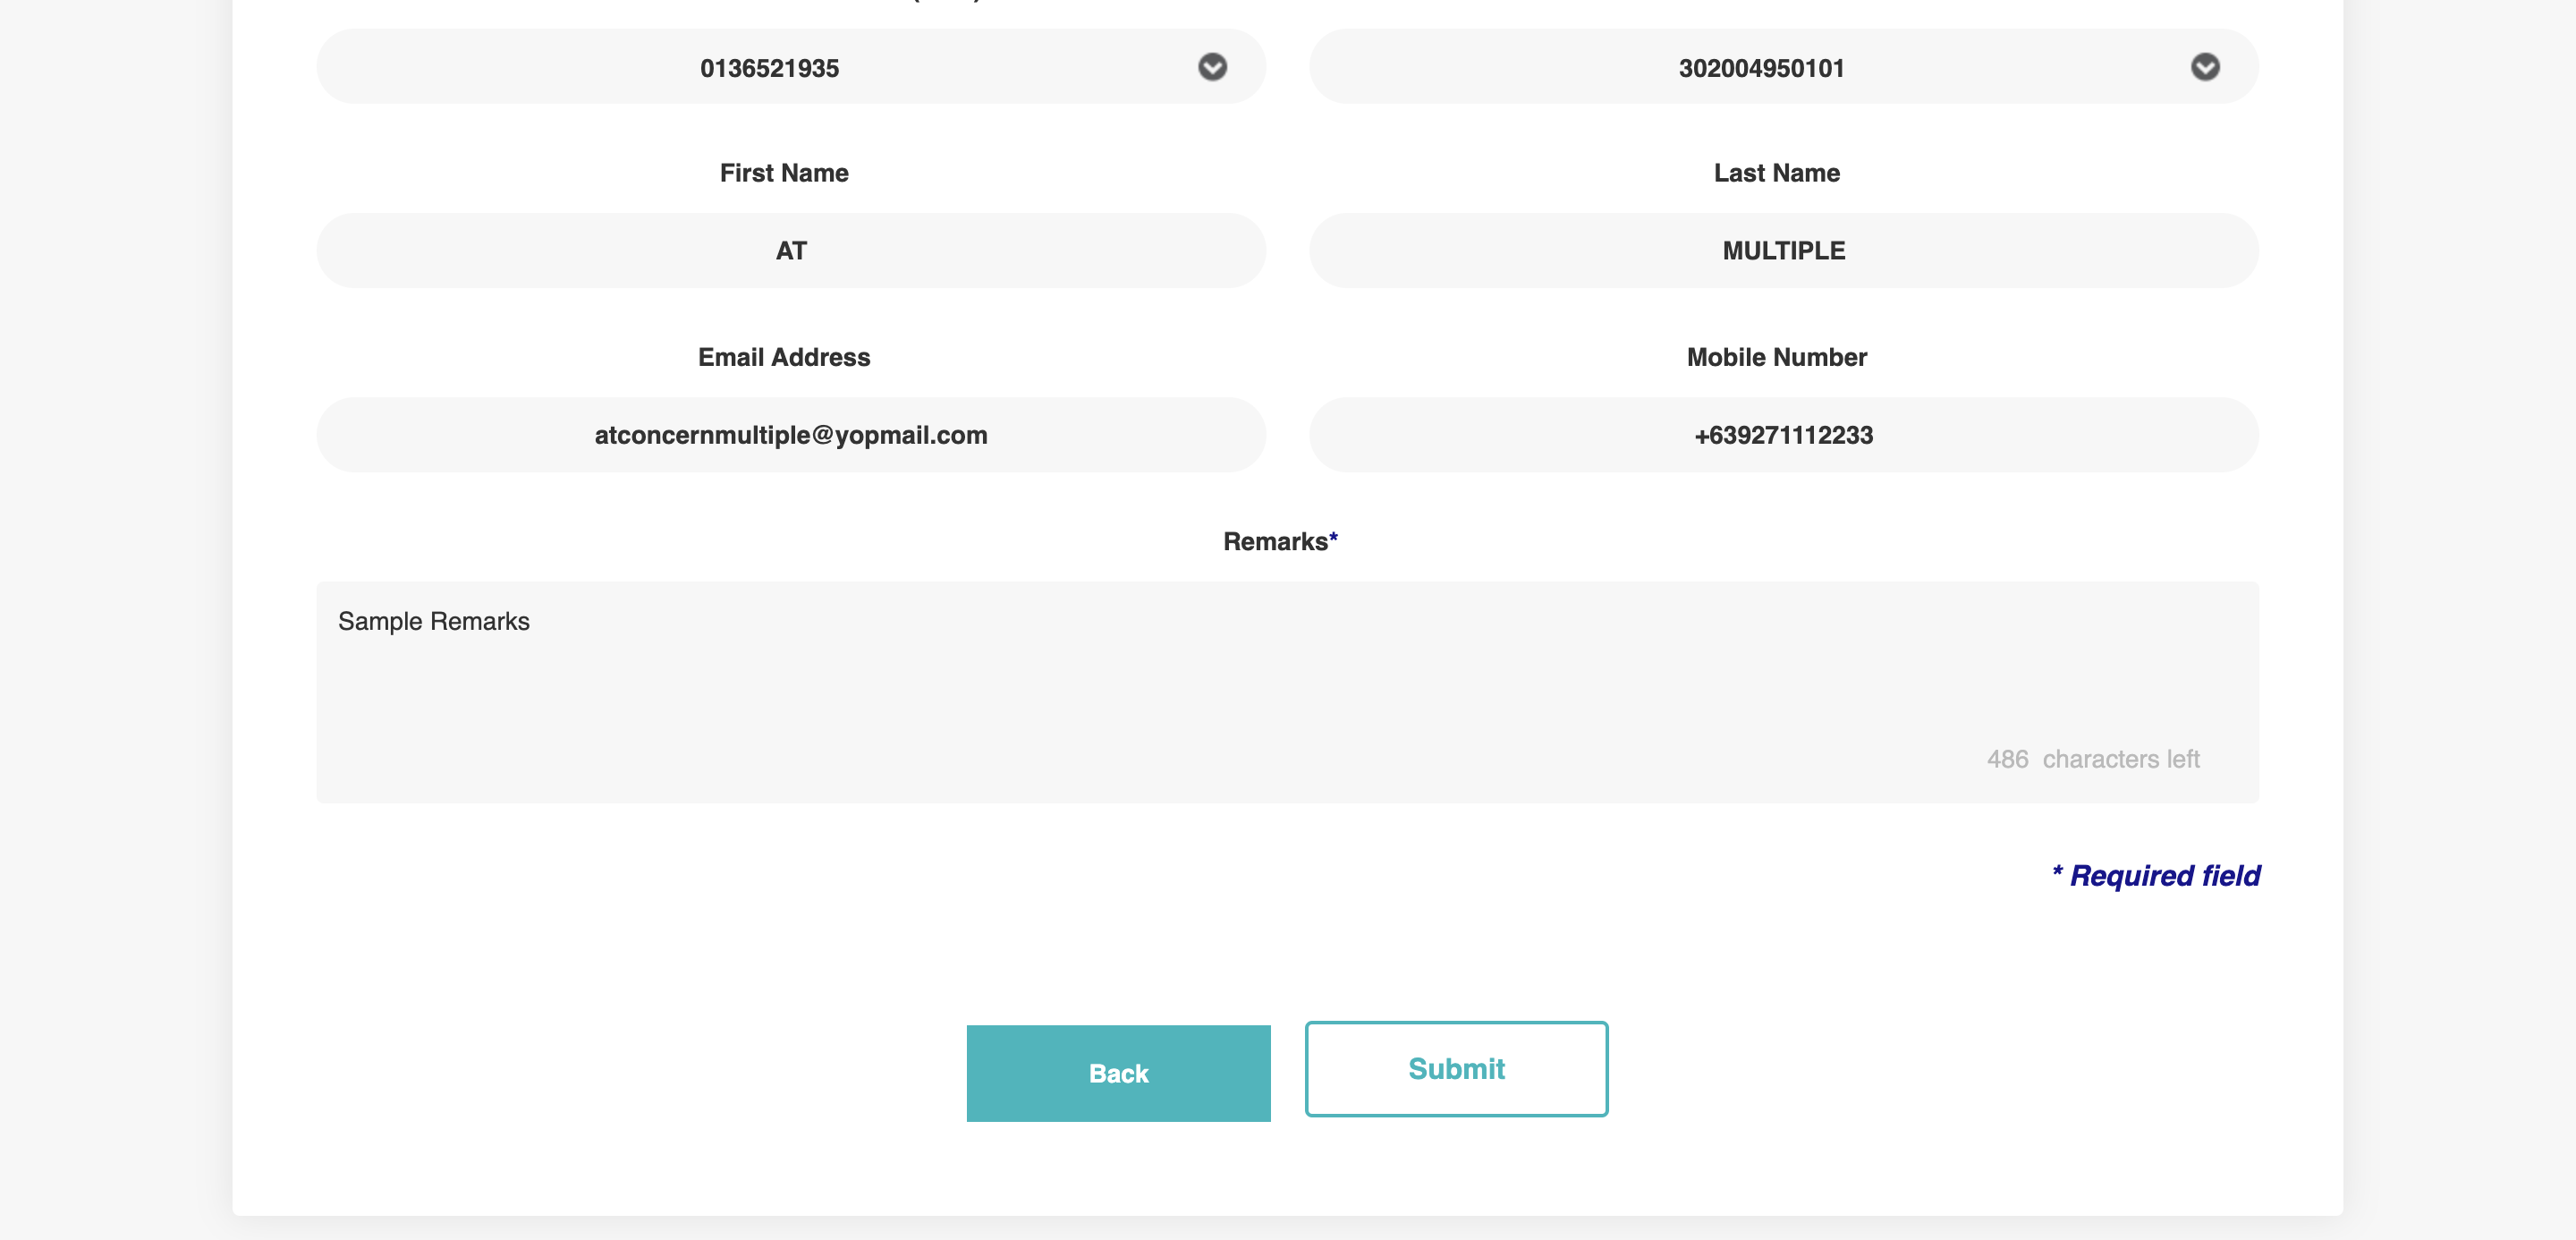 0136521935
302004950101
First Name
Last Name
AT
MULTIPLE
Email Address
Mobile Number
atconcernmultiple@yopmail.com
+639271112233
Remarks*
Sample Remarks
486 characters left
* Required field
Back
Submit